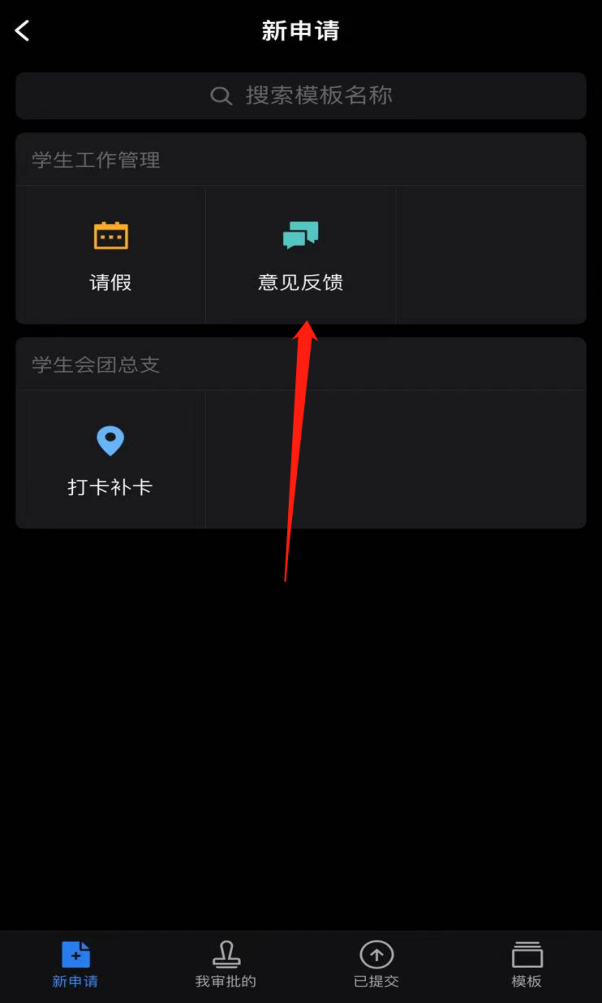 新申请
搜索模板名称
学生工作管理
请假
意见反馈
学生会团总支
打卡补卡
新申请
我审批的
已提交
模板